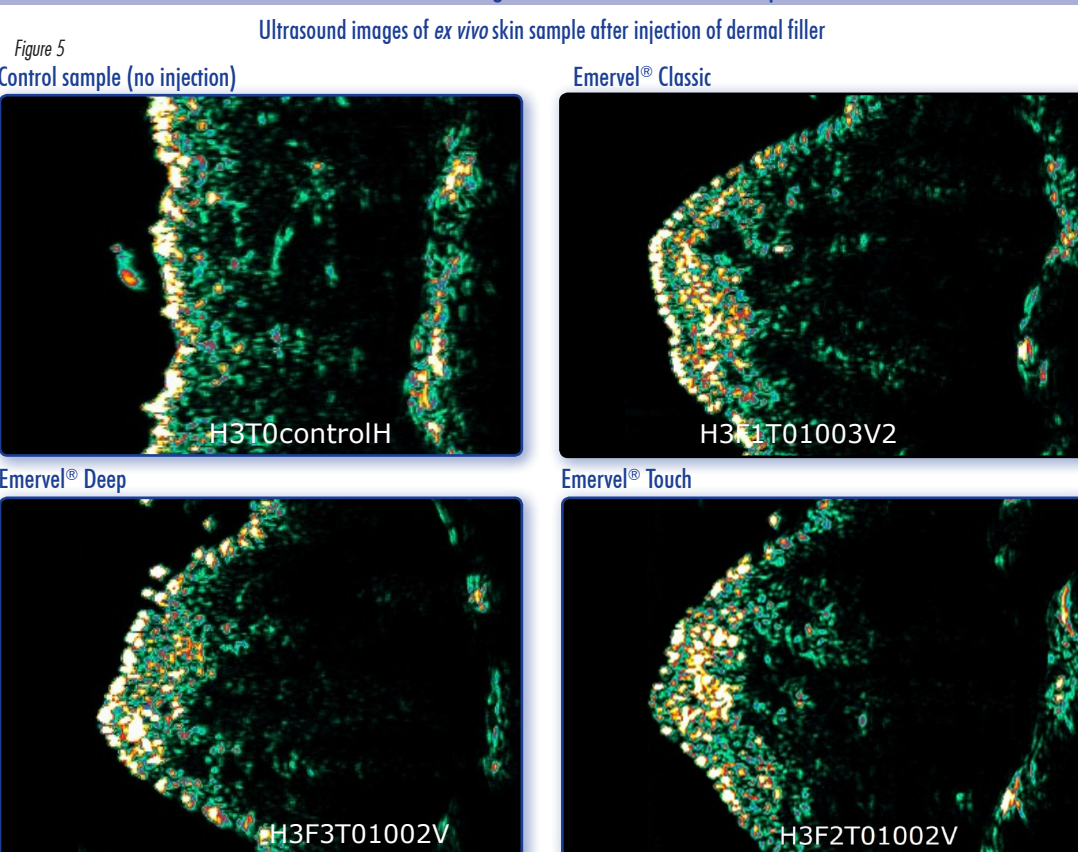 Ultrasound images of ex vivo skin sample after injection of dermal filler
Figure 5
Control sample (no injection)
Emervel® Classic
H3T0controlH
H3F1T01003V2
Emervel® Deep
Emervel® Touch
H3F3T01002V
H3F2T01002V